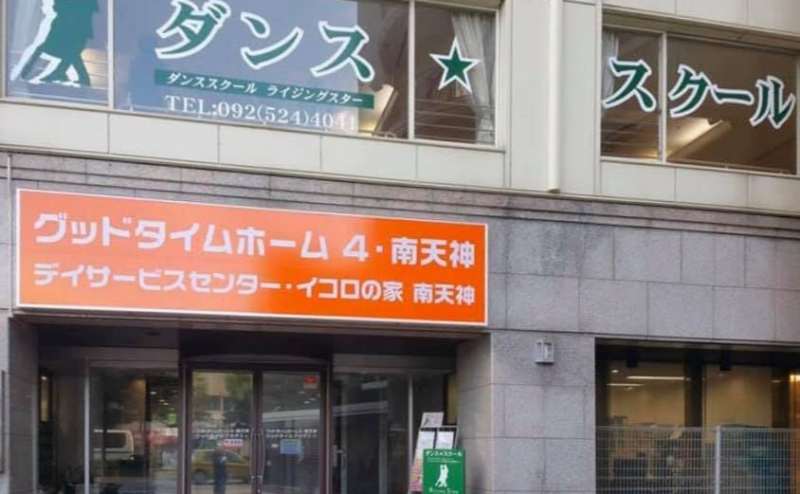 ダンス★スクール
ダンススクール ライジングスター
TEL:092(524)4041
グッドタイムホーム 4・南天神
デイサービスセンター・イコロの家 南天神
ダンス★スクール